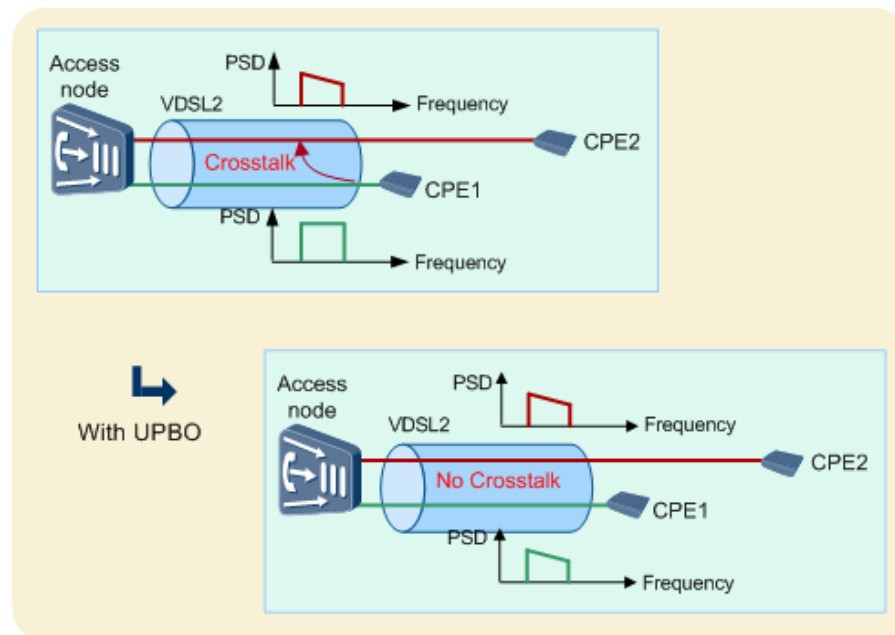 Access
node
PSD
Frequency
VDSL2
Crosstalk
CPE2
CPE1
PSD
Frequency
With UPBO
Access
node
PSD
Frequency
VDSL2
No Crosstalk
CPE2
CPE1
PSD
Frequency